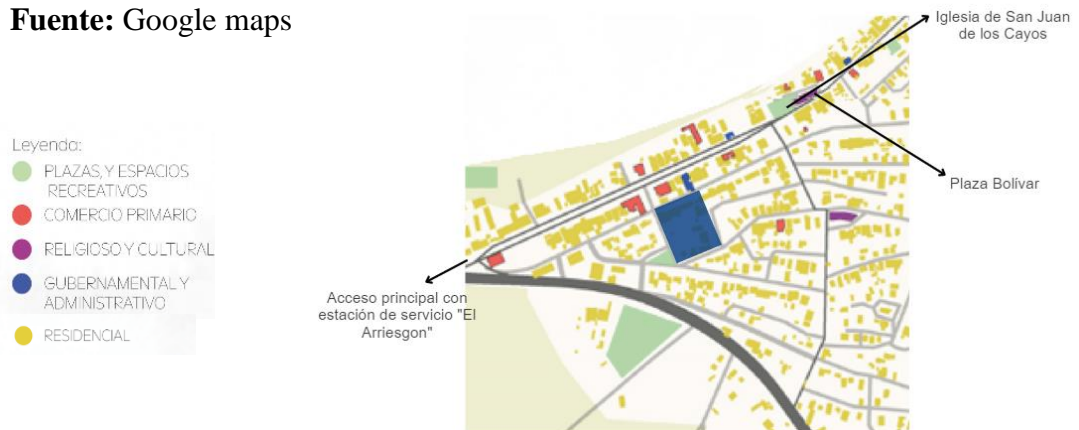 Fuente: Google maps
Iglesia de San Juan
de los Cayos
Leyenda:
PLAZAS, Y ESPACIOS
RECREATIVOS
COMERCIO PRIMARIO
RELIGIOSO Y CULTURAL
GUBERNAMENTAL Y
ADMINISTRATIVO
RESIDENCIAL
Plaza Bolívar
Acceso principal con
estación de servicio "El
Arriesgon"